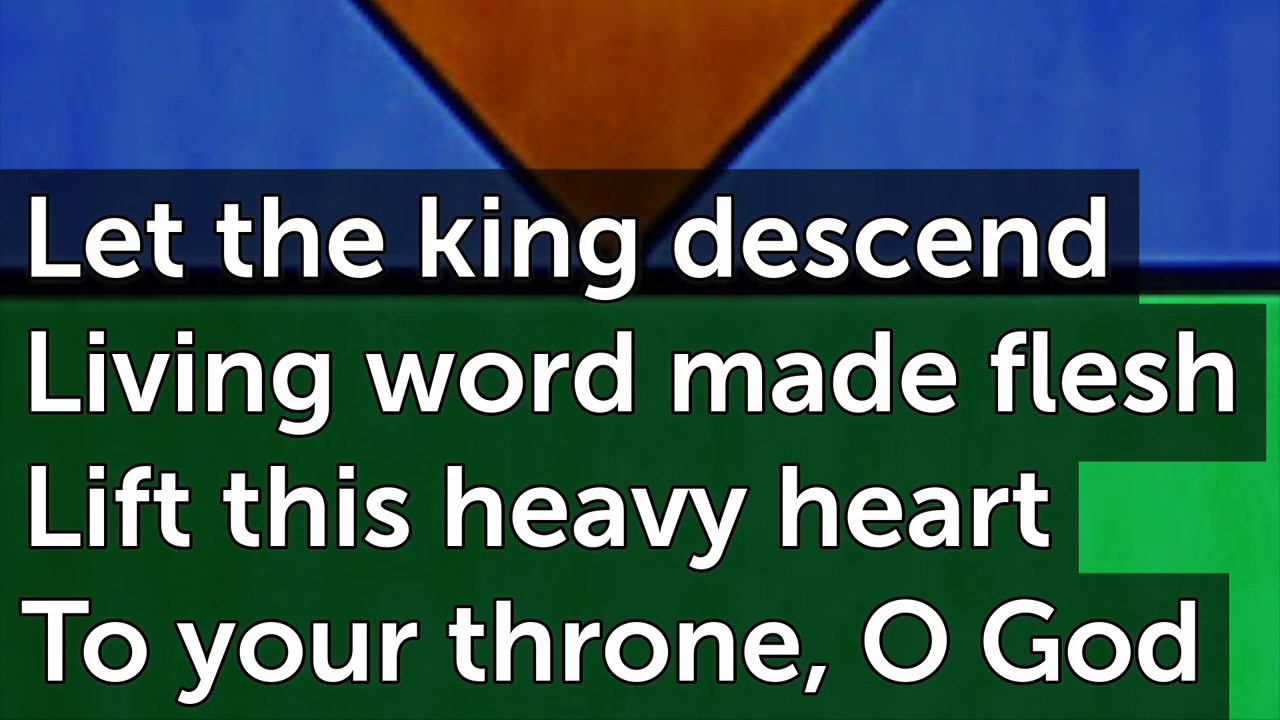 Let the king descend
Living word made flesh
Lift this heavy heart
To your throne, O God